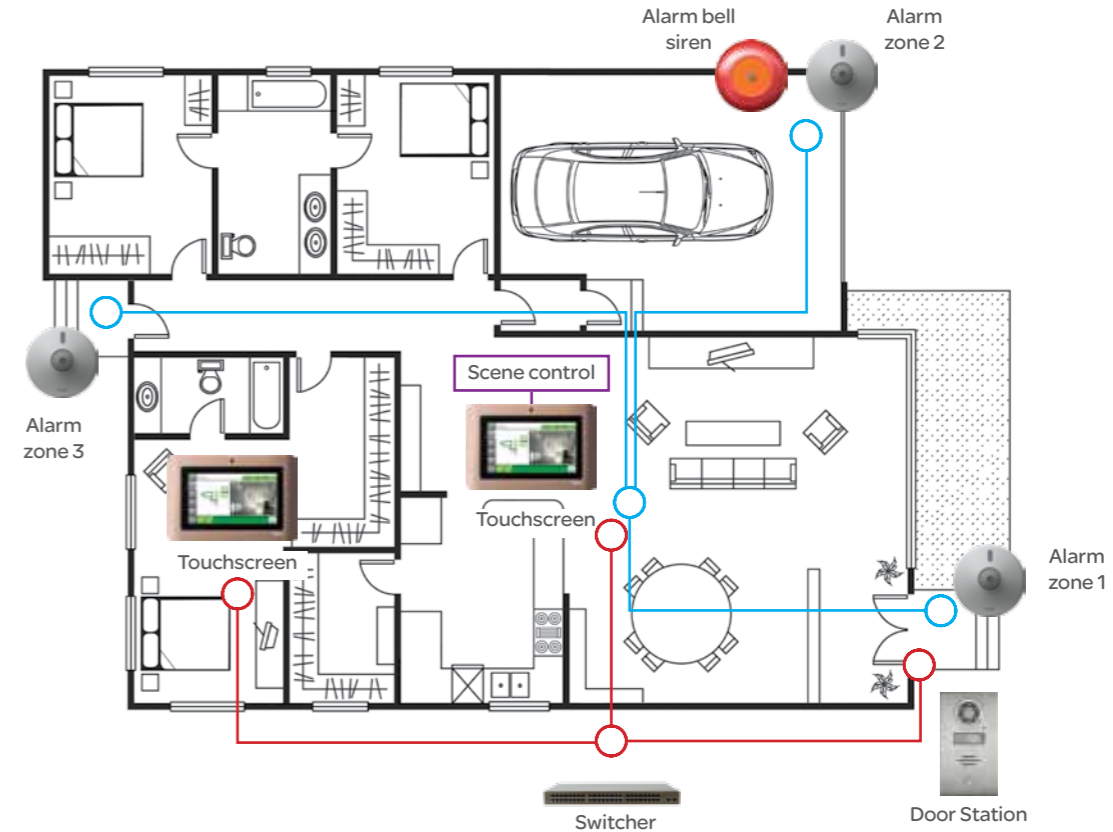 Alarm bell
siren
Alarm
zone 2
Scene control
Alarm
zone 3
Touchscreen
Touchscreen
Alarm
zone 1
Door Station
Switcher